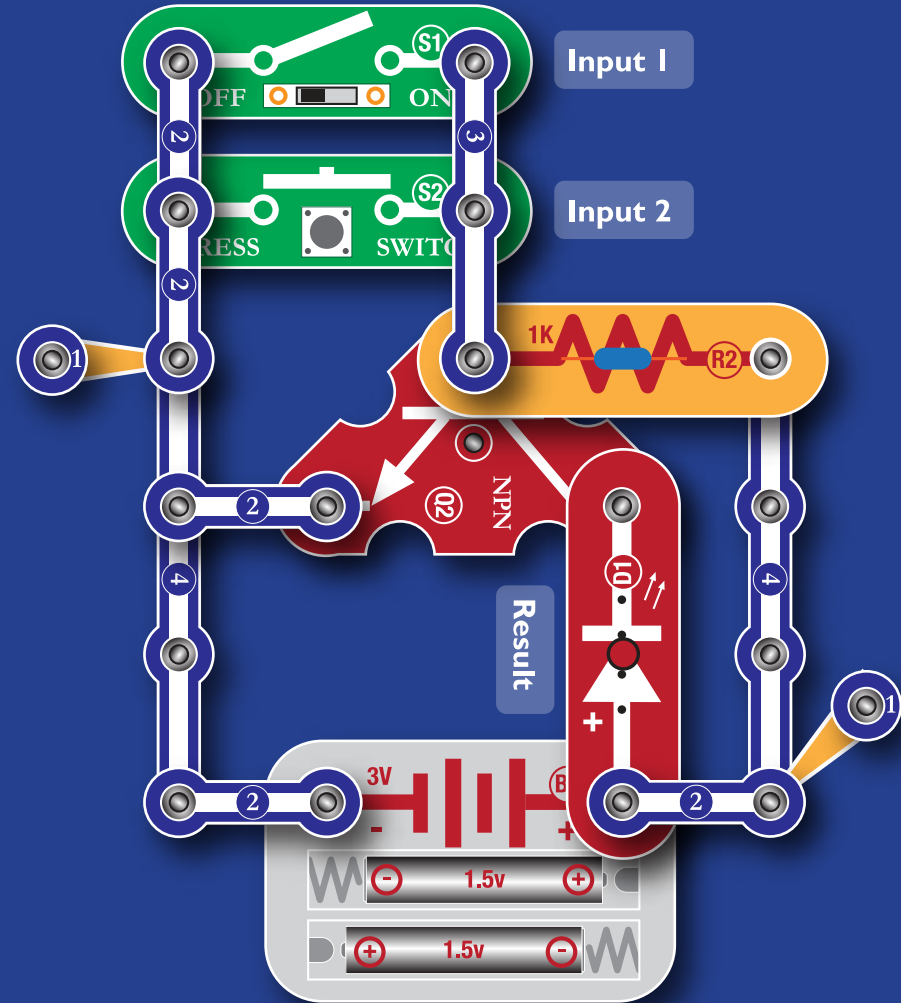 S1
Input 1
OFF ON
2
3
S2
Input 2
RESS SWITC
2
1K
R2
1
NPN
Q2
2
D1
4
4
Result
+
1
3V
B
2
2
- +
- 1.5v +
+ 1.5v -